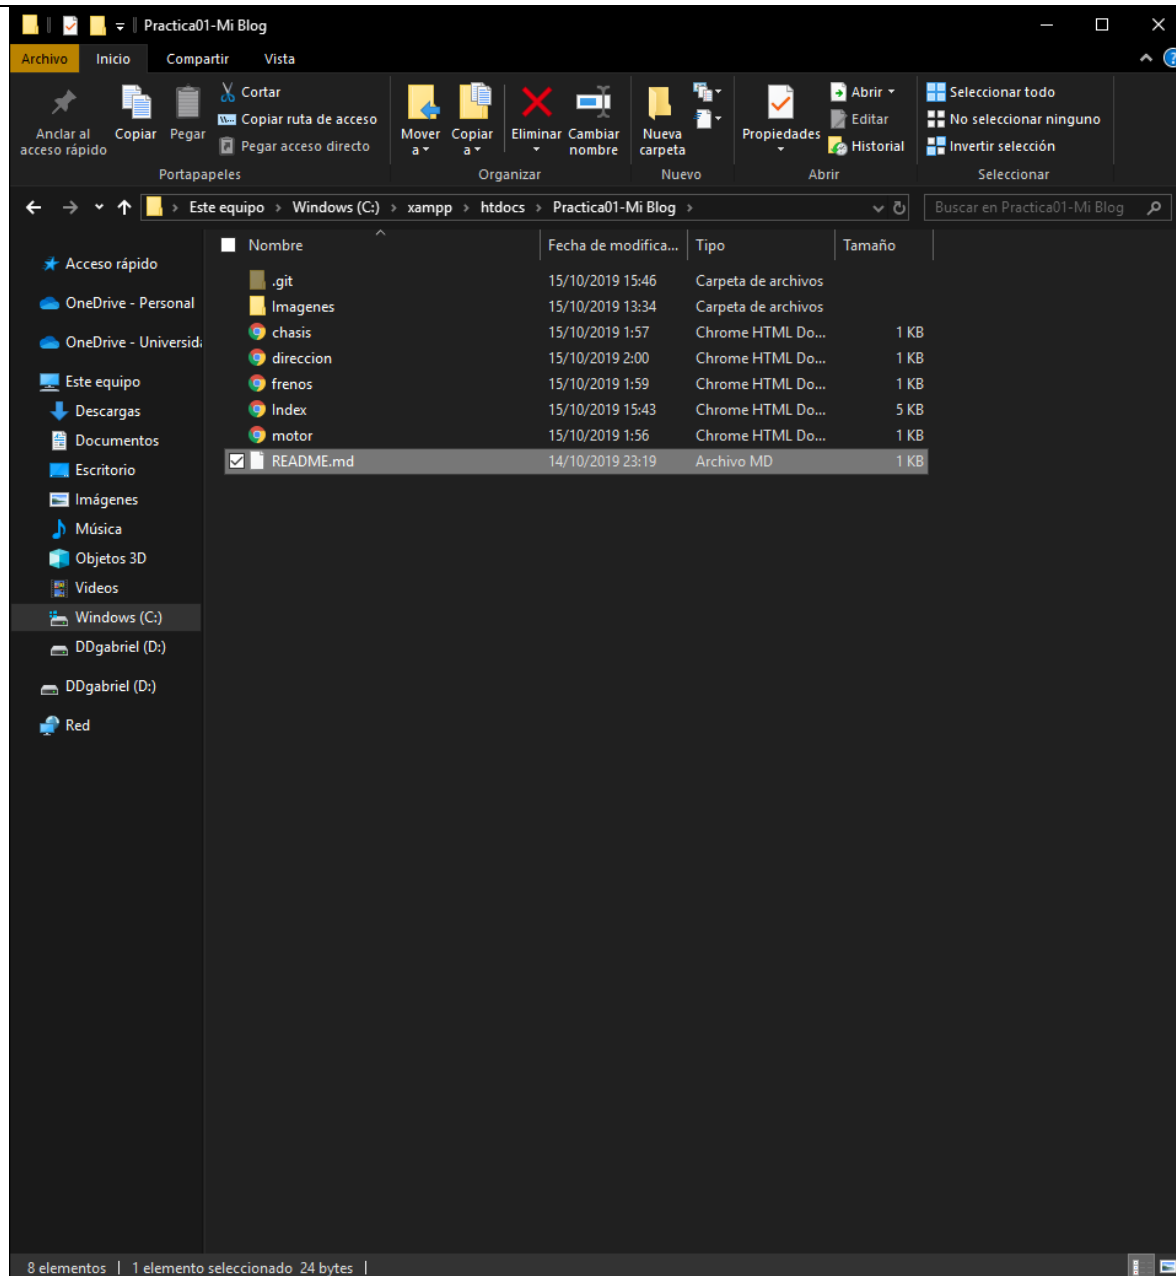 Practica01-Mi Blog
Archivo Inicio Compartir Vista
Anclar al acceso rápido
Copiar
Pegar
Cortar
Copiar ruta de acceso
Pegar acceso directo
Portapapeles
Mover a
Copiar a
Eliminar
Cambiar nombre
Organizar
Nueva carpeta
Nuevo
Propiedades
Abrir
Editar
Historial
Abrir
Seleccionar todo
No seleccionar ninguno
Invertir selección
Seleccionar
Este equipo > Windows (C:) > xampp > htdocs > Practica01-Mi Blog >
Buscar en Practica01-Mi Blog
Acceso rápido
OneDrive - Personal
OneDrive - Universid
Este equipo
Descargas
Documentos
Escritorio
Imágenes
Música
Objetos 3D
Videos
Windows (C:)
DDgabriel (D:)
DDgabriel (D:)
Red
Nombre Fecha de modifica... Tipo Tamaño
.git 15/10/2019 15:46 Carpeta de archivos
Imagenes 15/10/2019 13:34 Carpeta de archivos
chasis 15/10/2019 1:57 Chrome HTML Do... 1 KB
direccion 15/10/2019 2:00 Chrome HTML Do... 1 KB
frenos 15/10/2019 1:59 Chrome HTML Do... 1 KB
Index 15/10/2019 15:43 Chrome HTML Do... 5 KB
motor 15/10/2019 1:56 Chrome HTML Do... 1 KB
README.md 14/10/2019 23:19 Archivo MD 1 KB
8 elementos | 1 elemento seleccionado 24 bytes |